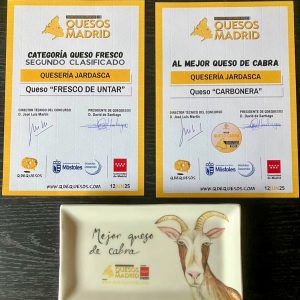 QUESOS
MADRID
CATEGORÍA QUESO FRESCO
SEGUNDO CLASIFICADO
QUESERÍA JARDASCA
Queso "FRESCO DE UNTAR"
DIRECTOR TÉCNICO DEL CONCURSO
D. José Luis Martín
PRESIDENTE DE QDEQUESOS
D. David de Santiago
QDEQUESOS
Móstoles
WWW.QDEQUESOS.COM
12JUN25
QUESOS
MADRID
AL MEJOR QUESO DE CABRA
QUESERÍA JARDASCA
Queso "CARBONERA"
DIRECTOR TÉCNICO DEL CONCURSO
D. José Luis Martín
PRESIDENTE DE QDEQUESOS
D. David de Santiago
QDEQUESOS
Móstoles
WWW.QDEQUESOS.COM
12JUN25
Mejor queso
de cabra
QUESOS
MADRID